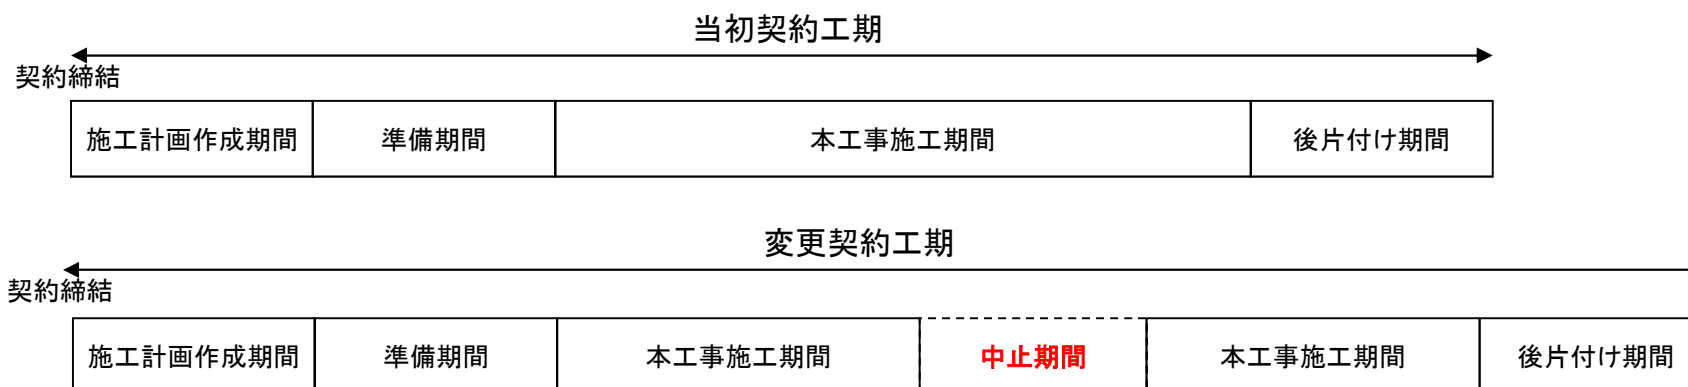 当初契約工期
契約締結
施工計画作成期間 準備期間 本工事施工期間 後片付け期間
変更契約工期
契約締結
施工計画作成期間 準備期間 本工事施工期間 中止期間 本工事施工期間 後片付け期間